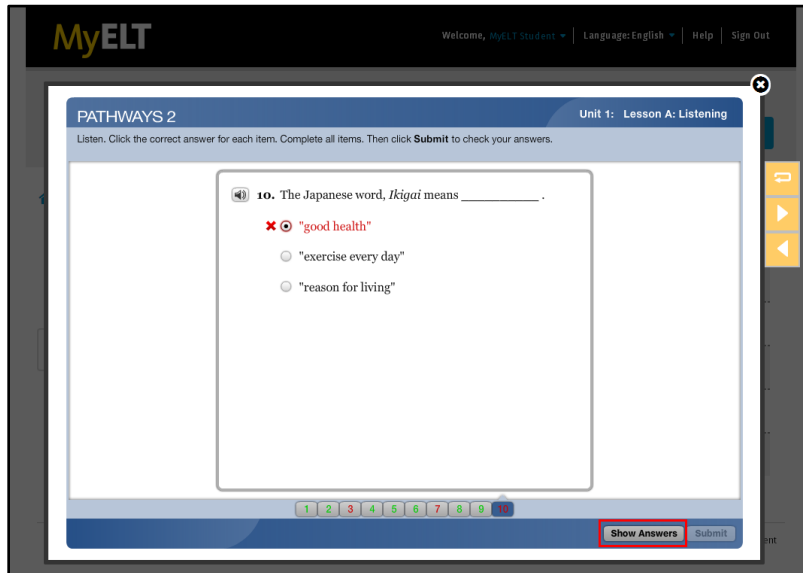 MyELT
Welcome, MyELT Student
Language: English
Help
Sign Out
PATHWAYS 2
Unit 1: Lesson A: Listening
Listen. Click the correct answer for each item. Complete all items. Then click Submit to check your answers.
10. The Japanese word, Ikigai means ___________ .
"good health"
"exercise every day"
"reason for living"
1 2 3 4 5 6 7 8 9 10
Show Answers
Submit
ent